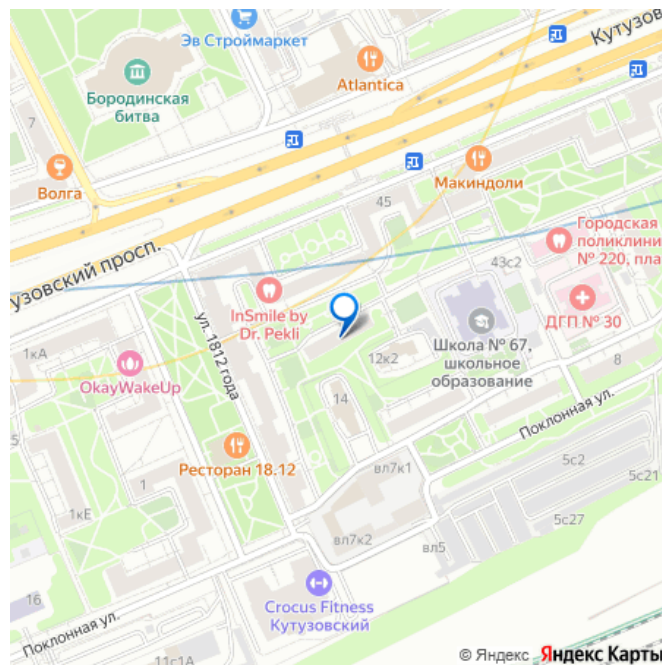 Эв Строймаркет
Кутузов
Atlantica
Бородинская
битва
7
Волга
Макиндоли
45
Городская
поликлини
№ 220, пла
узовский просп.
43с2
InSmile by
Dr. Pekli
ул. 1812 года
Школа № 67,
школьное
образование
ДГП № 30
1кА
OkayWakeUp
12к2
8
14
Поклонная ул.
5
Ресторан 18.12
вл7к1
5с2
5с21
1
1кЕ
5с27
вл7к2
вл5
16
Crocus Fitness
Кутузовский
Поклонная ул.
11с1А
© Яндекс Яндекс Карты